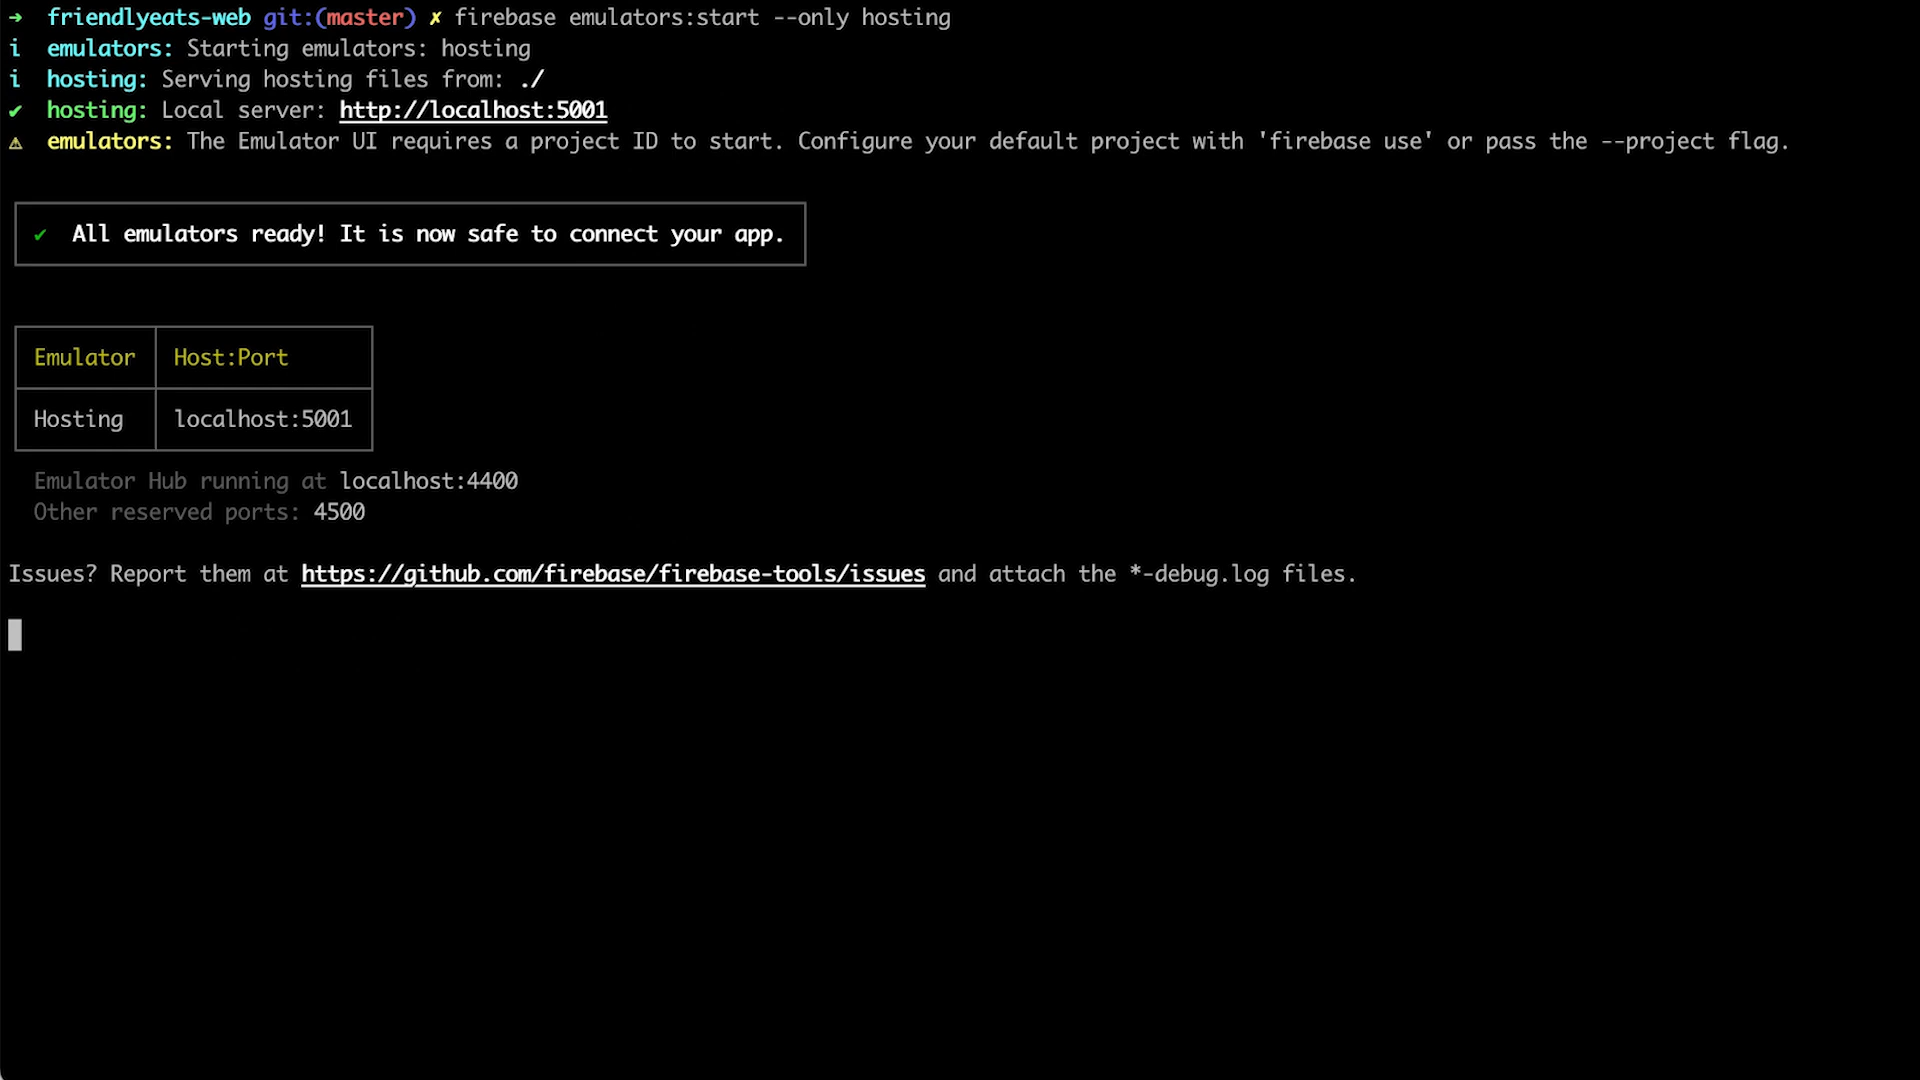 ➜  friendlyeats-web git:(master) ✗ firebase emulators:start --only hosting
i  emulators: Starting emulators: hosting
i  hosting: Serving hosting files from: ./
✔  hosting: Local server: http://localhost:5001
⚠  emulators: The Emulator UI requires a project ID to start. Configure your default project with 'firebase use' or pass the --project flag.
✔  All emulators ready! It is now safe to connect your app.
Emulator Host:Port
Hosting localhost:5001
Emulator Hub running at localhost:4400
Other reserved ports: 4500
Issues? Report them at https://github.com/firebase/firebase-tools/issues and attach the *-debug.log files.